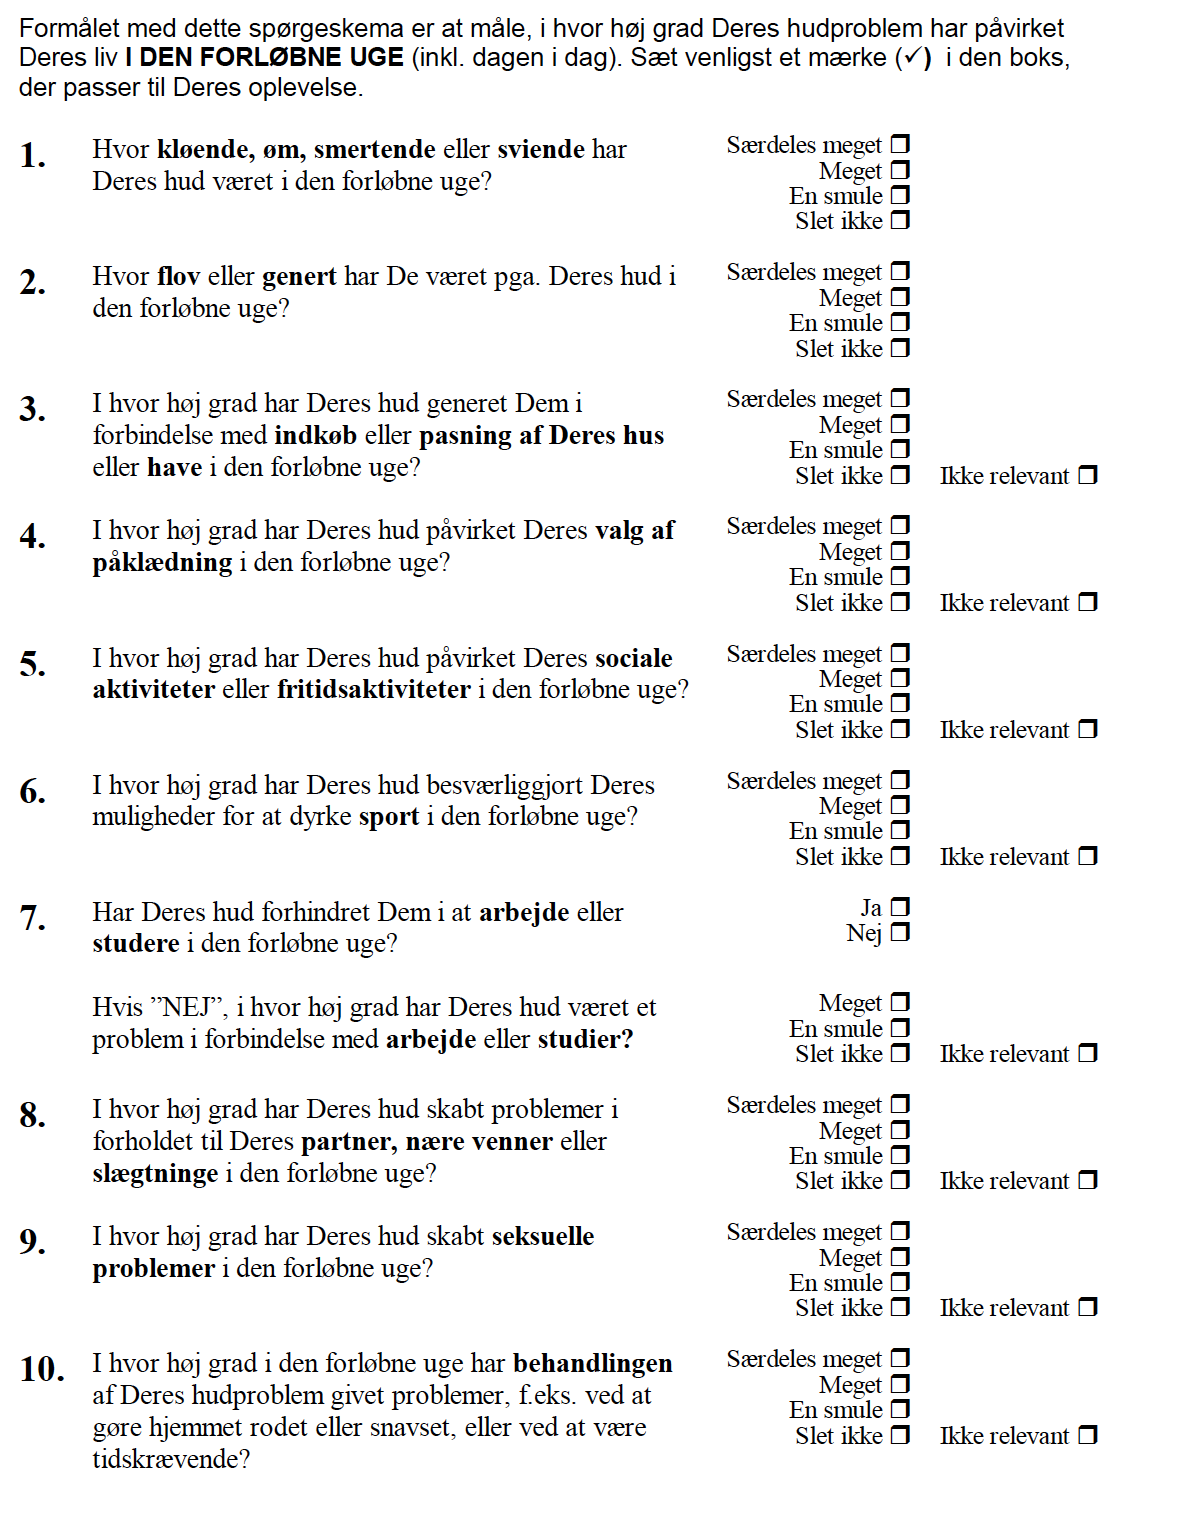 Formålet med dette spørgeskema er at måle, i hvor høj grad Deres hudproblem har påvirket
Deres liv I DEN FORLØBNE UGE (inkl. dagen i dag). Sæt venligst et mærke (✓) i den boks,
der passer til Deres oplevelse.
1. Hvor kløende, øm, smertende eller sviende har
Deres hud været i den forløbne uge?
Særdeles meget ❒
Meget ❒
En smule ❒
Slet ikke ❒
2. Hvor flov eller genert har De været pga. Deres hud i
den forløbne uge?
Særdeles meget ❒
Meget ❒
En smule ❒
Slet ikke ❒
3. I hvor høj grad har Deres hud generet Dem i
forbindelse med indkøb eller pasning af Deres hus
eller have i den forløbne uge?
Særdeles meget ❒
Meget ❒
En smule ❒
Slet ikke ❒ Ikke relevant ❒
4. I hvor høj grad har Deres hud påvirket Deres valg af
påklædning i den forløbne uge?
Særdeles meget ❒
Meget ❒
En smule ❒
Slet ikke ❒ Ikke relevant ❒
5. I hvor høj grad har Deres hud påvirket Deres sociale
aktiviteter eller fritidsaktiviteter i den forløbne uge?
Særdeles meget ❒
Meget ❒
En smule ❒
Slet ikke ❒ Ikke relevant ❒
6. I hvor høj grad har Deres hud besværliggjort Deres
muligheder for at dyrke sport i den forløbne uge?
Særdeles meget ❒
Meget ❒
En smule ❒
Slet ikke ❒ Ikke relevant ❒
7. Har Deres hud forhindret Dem i at arbejde eller
studere i den forløbne uge?
Ja ❒
Nej ❒
Hvis ”NEJ”, i hvor høj grad har Deres hud været et
problem i forbindelse med arbejde eller studier?
Meget ❒
En smule ❒
Slet ikke ❒ Ikke relevant ❒
8. I hvor høj grad har Deres hud skabt problemer i
forholdet til Deres partner, nære venner eller
slægtninge i den forløbne uge?
Særdeles meget ❒
Meget ❒
En smule ❒
Slet ikke ❒ Ikke relevant ❒
9. I hvor høj grad har Deres hud skabt seksuelle
problemer i den forløbne uge?
Særdeles meget ❒
Meget ❒
En smule ❒
Slet ikke ❒ Ikke relevant ❒
10. I hvor høj grad i den forløbne uge har behandlingen
af Deres hudproblem givet problemer, f.eks. ved at
gøre hjemmet rodet eller snavset, eller ved at være
tidskrævende?
Særdeles meget ❒
Meget ❒
En smule ❒
Slet ikke ❒ Ikke relevant ❒